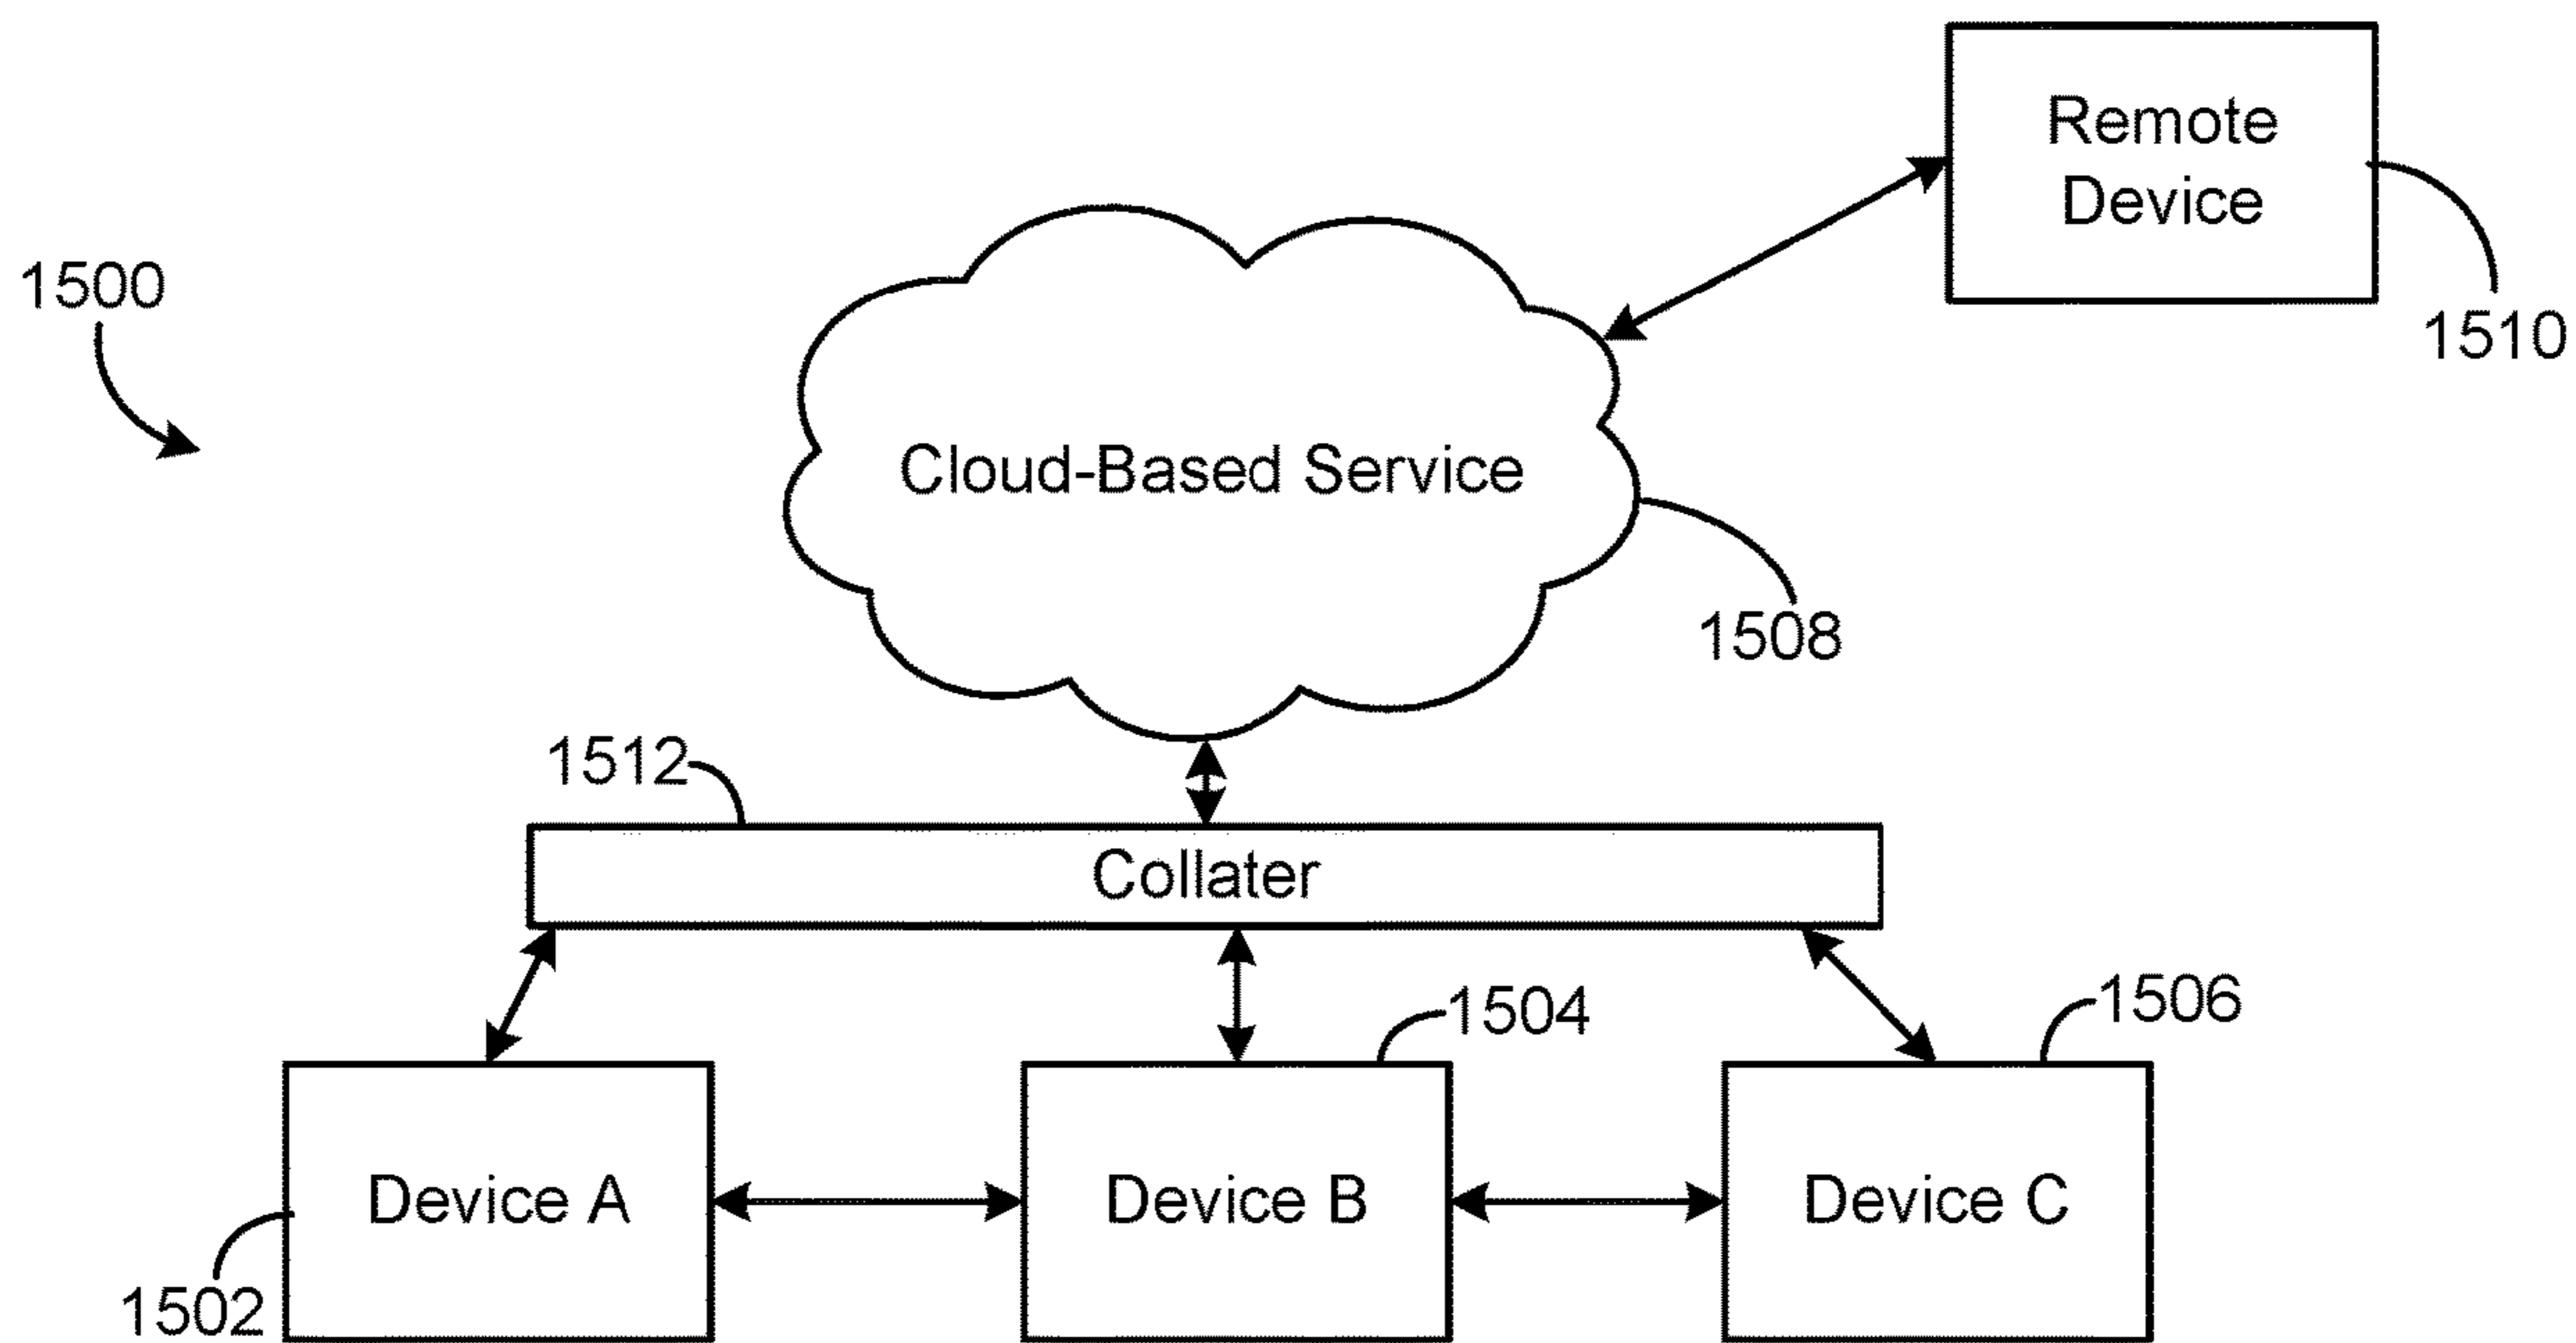 Remote
Device
1500
1510
Cloud-Based Service
1508
1512
Collater
1504
1506
Device A
Device B
Device C
1502